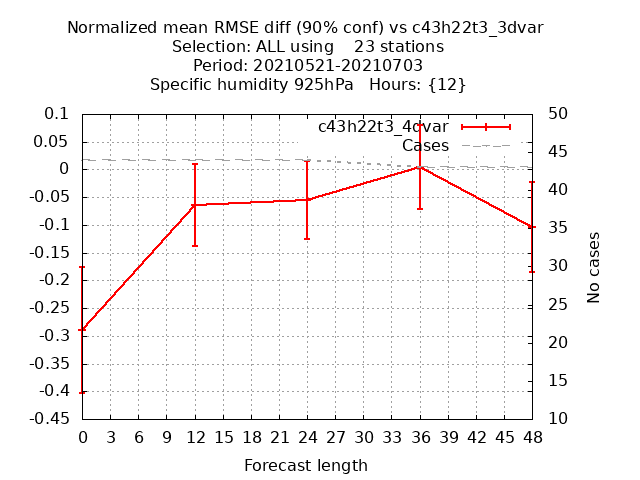 Normalized mean RMSE diff (90% conf) vs c43h22t3_3dvar
Selection: ALL using    23 stations
Period: 20210521-20210703
Specific humidity 925hPa   Hours: {12}
c43h22t3_4dvar
Cases
0.1
0.05
0
-0.05
-0.1
-0.15
-0.2
-0.25
-0.3
-0.35
-0.4
-0.45
50
45
40
35
30
25
20
15
10
No cases
0 3 6 9 12 15 18 21 24 27 30 33 36 39 42 45 48
Forecast length